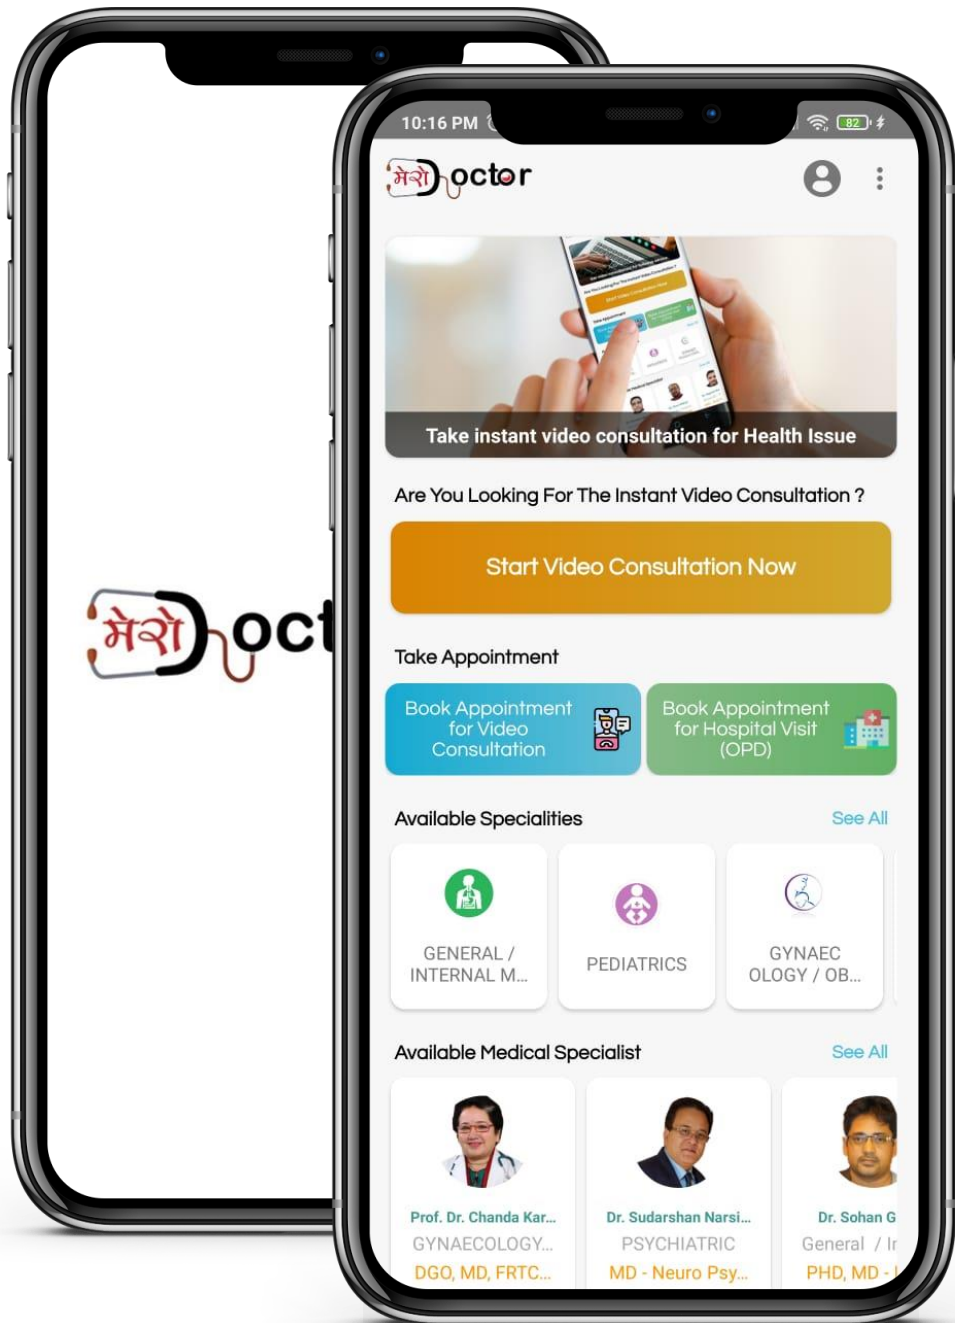 मेरो Doct
10:16 PM
82
मेरो Doctor
Take instant video consultation for Health Issue
Are You Looking For The Instant Video Consultation ?
Start Video Consultation Now
Take Appointment
Book Appointment
for Video
Consultation
Book Appointment
for Hospital Visit
(OPD)
Available Specialities
See All
GENERAL /
INTERNAL M...
PEDIATRICS
GYNAEC
OLOGY / OB...
Available Medical Specialist
See All
Prof. Dr. Chanda Kar...
GYNAECOLOGY...
DGO, MD, FRTC...
Dr. Sudarshan Narsi...
PSYCHIATRIC
MD - Neuro Psy...
Dr. Sohan G
General / Ir
PHD, MD -